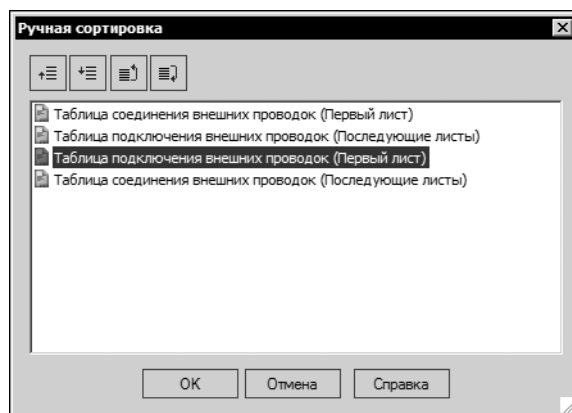 Ручная сортировка
Таблица соединения внешних проводок (Первый лист)
Таблица подключения внешних проводок (Последующие листы)
Таблица подключения внешних проводок (Первый лист)
Таблица соединения внешних проводок (Последующие листы)
OK Отмена Справка